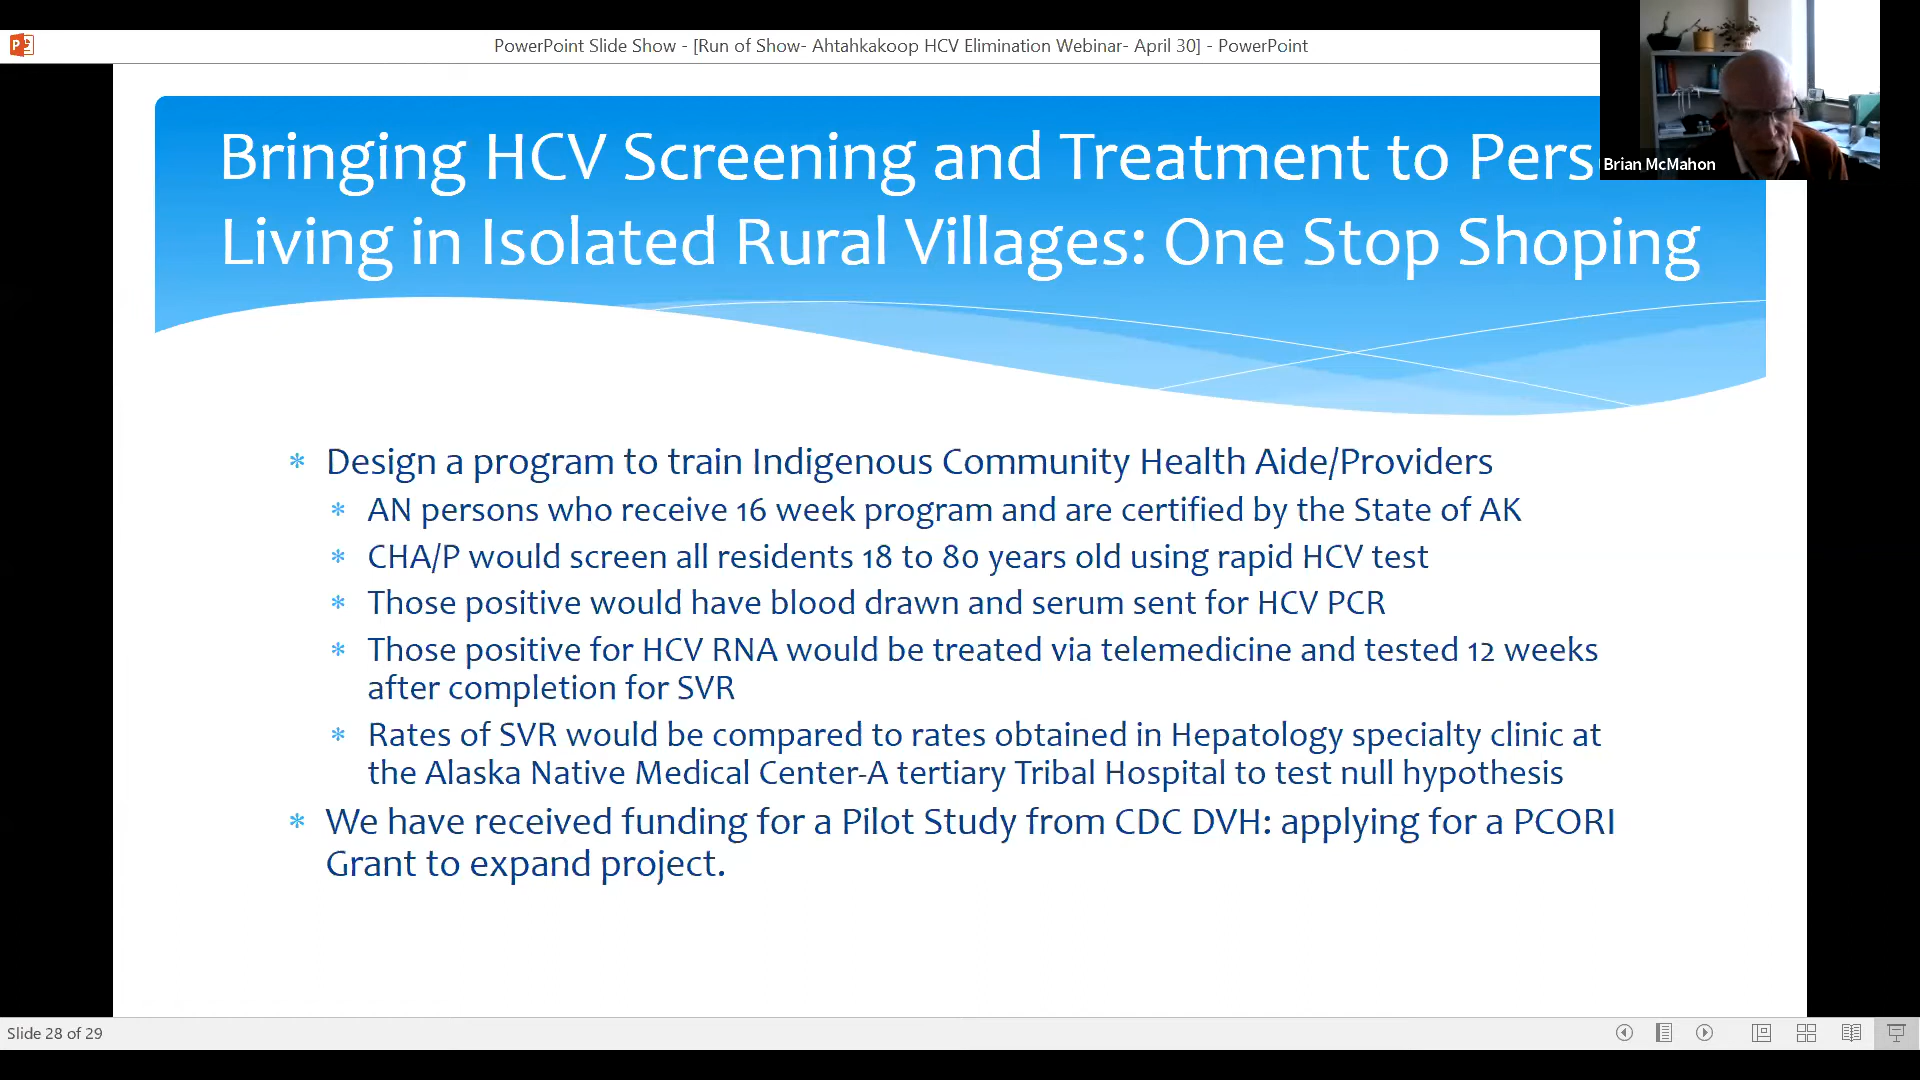 PowerPoint Slide Show - [Run of Show- Ahtahkakoop HCV Elimination Webinar- April 30] - PowerPoint
Bringing HCV Screening and Treatment to Pers
Brian McMahon
Living in Isolated Rural Villages: One Stop Shoping
* Design a program to train Indigenous Community Health Aide/Providers
* AN persons who receive 16 week program and are certified by the State of AK
* CHA/P would screen all residents 18 to 80 years old using rapid HCV test
* Those positive would have blood drawn and serum sent for HCV PCR
* Those positive for HCV RNA would be treated via telemedicine and tested 12 weeks
after completion for SVR
* Rates of SVR would be compared to rates obtained in Hepatology specialty clinic at
the Alaska Native Medical Center-A tertiary Tribal Hospital to test null hypothesis
* We have received funding for a Pilot Study from CDC DVH: applying for a PCORI
Grant to expand project.
Slide 28 of 29